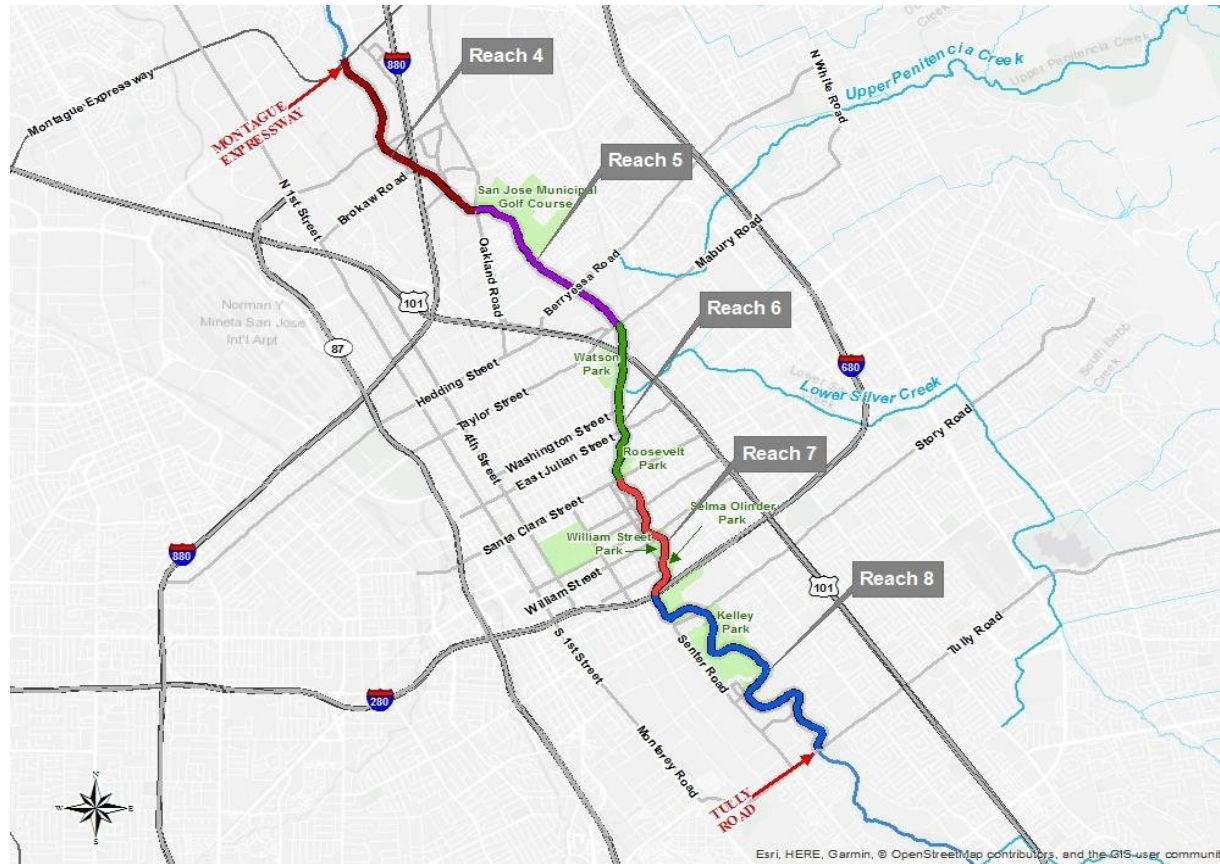 Reach 4
880
Upper Penitencia Creek
Upper Penitencia Creek
N White Road
Montague Expressway
MONTAGUE
EXPRESSWAY
Reach 5
N 1st Street
Brokaw Road
San Jose Municipal
Golf Course
Oakland Road
Berryessa Road
Mabury Road
101
Norman Y
Mineta San Jose
Int'l Arpt
87
Reach 6
Watson
Park
Hedding Street
Taylor Street
4th Street
680
Lower Silver Creek
South Babb
Creek
Story Road
Washington Street
East Julian Street
Roosevelt
Park
Reach 7
Santa Clara Street
Selma Olinder
Park
William Street
Park
880
William Street
101
Reach 8
Kelley
Park
Senter Road
Tully Road
S 1st Street
280
Monterey Road
TULLY
ROAD
N
W
E
S
Esri, HERE, Garmin, © OpenStreetMap contributors, and the GIS user communi